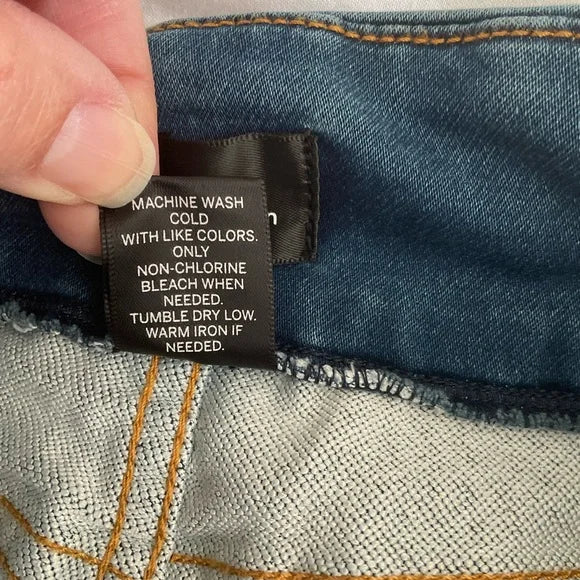 MACHINE WASH
COLD
WITH LIKE COLORS.
ONLY
NON-CHLORINE
BLEACH WHEN
NEEDED.
TUMBLE DRY LOW.
WARM IRON IF
NEEDED.